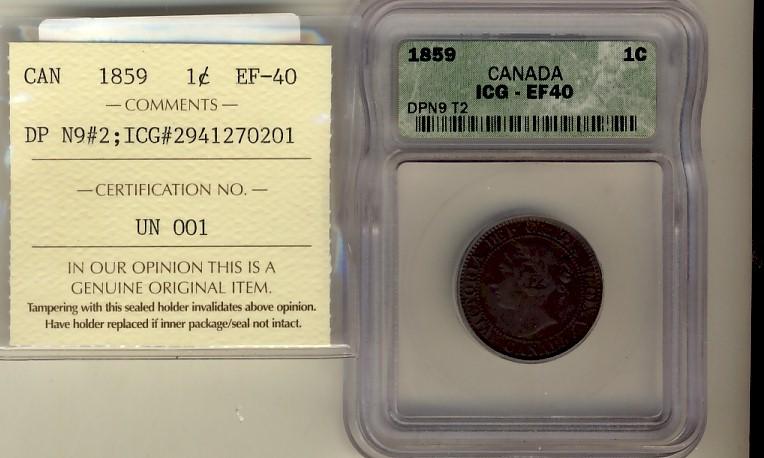 CAN 1859 1¢ EF-40
— COMMENTS —
DP N9#2;ICG#2941270201
— CERTIFICATION NO. —
UN 001
IN OUR OPINION THIS IS A
GENUINE ORIGINAL ITEM.
Tampering with this sealed holder invalidates above opinion.
Have holder replaced if inner package/seal not intact.
1859 1C
CANADA
ICG - EF40
DPN9 T2
VICTORIA